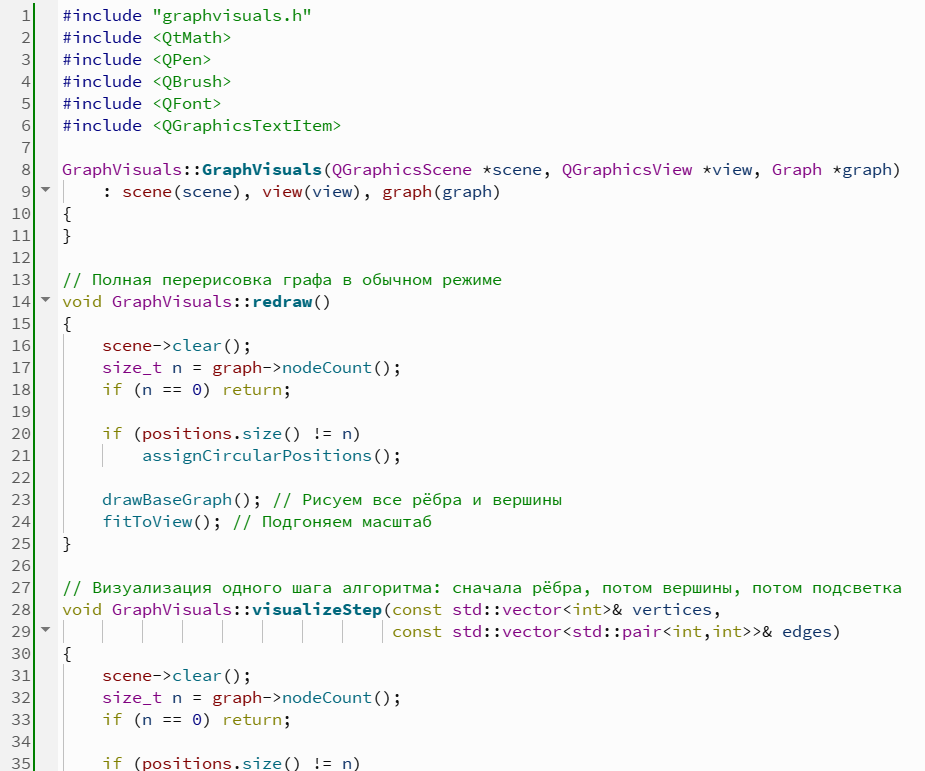 1 #include "graphvisuals.h"
2 #include <QtMath>
3 #include <QPen>
4 #include <QBrush>
5 #include <QFont>
6 #include <QGraphicsTextItem>
7
8 GraphVisuals::GraphVisuals(QGraphicsScene *scene, QGraphicsView *view, Graph *graph)
9     : scene(scene), view(view), graph(graph)
10 {
11 }
12
13 // Полная перерисовка графа в обычном режиме
14 void GraphVisuals::redraw()
15 {
16     scene->clear();
17     size_t n = graph->nodeCount();
18     if (n == 0) return;
19
20     if (positions.size() != n)
21         assignCircularPositions();
22
23     drawBaseGraph(); // Рисуем все рёбра и вершины
24     fitToView(); // Подгоняем масштаб
25 }
26
27 // Визуализация одного шага алгоритма: сначала рёбра, потом вершины, потом подсветка
28 void GraphVisuals::visualizeStep(const std::vector<int>& vertices,
29                                  const std::vector<std::pair<int,int>>& edges)
30 {
31     scene->clear();
32     size_t n = graph->nodeCount();
33     if (n == 0) return;
34
35     if (positions.size() != n)